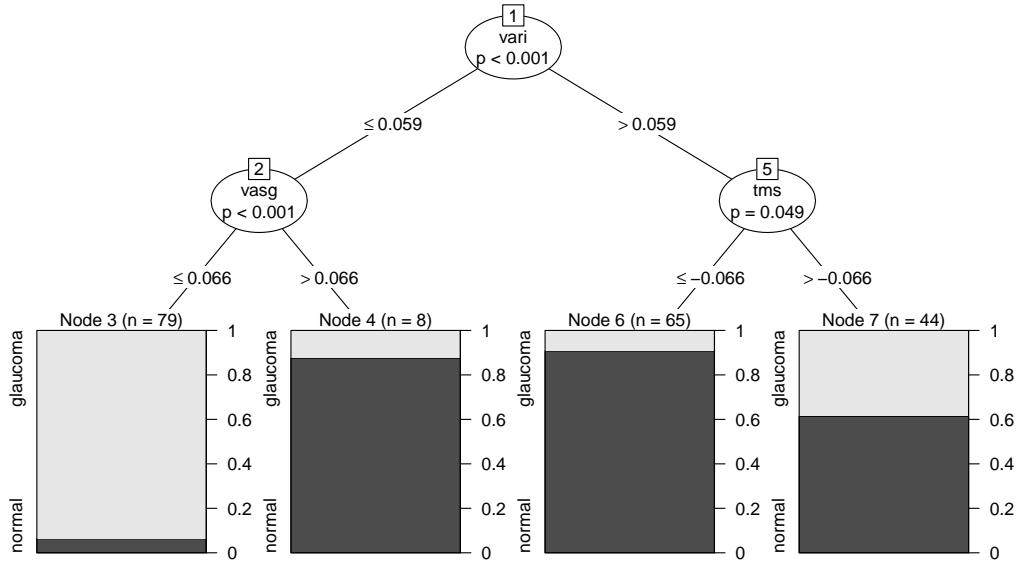 1
vari
p < 0.001
≤ 0.059
> 0.059
2
vasg
p < 0.001
5
tms
p = 0.049
≤ 0.066
> 0.066
≤ −0.066
> −0.066
Node 3 (n = 79)
normal
glaucoma
0
0.2
0.4
0.6
0.8
1
Node 4 (n = 8)
normal
glaucoma
0
0.2
0.4
0.6
0.8
1
Node 6 (n = 65)
normal
glaucoma
0
0.2
0.4
0.6
0.8
1
Node 7 (n = 44)
normal
glaucoma
0
0.2
0.4
0.6
0.8
1